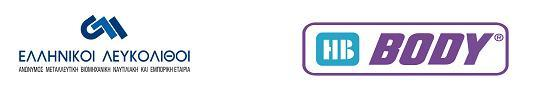 ΕΛΛΗΝΙΚΟΙ ΛΕΥΚΟΛΙΘΟΙ
ΑΝΩΝΥΜΟΣ ΜΕΤΑΛΛΕΥΤΙΚΗ ΒΙΟΜΗΧΑΝΙΚΗ ΝΑΥΤΙΛΙΑΚΗ ΚΑΙ ΕΜΠΟΡΙΚΗ ΕΤΑΙΡΙΑ
HB BODY®